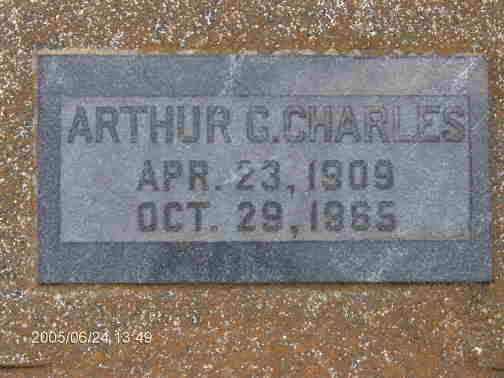 ARTHUR G. CHARLES
APR. 23, 1909
OCT. 29, 1965
2005/06/24 13:49